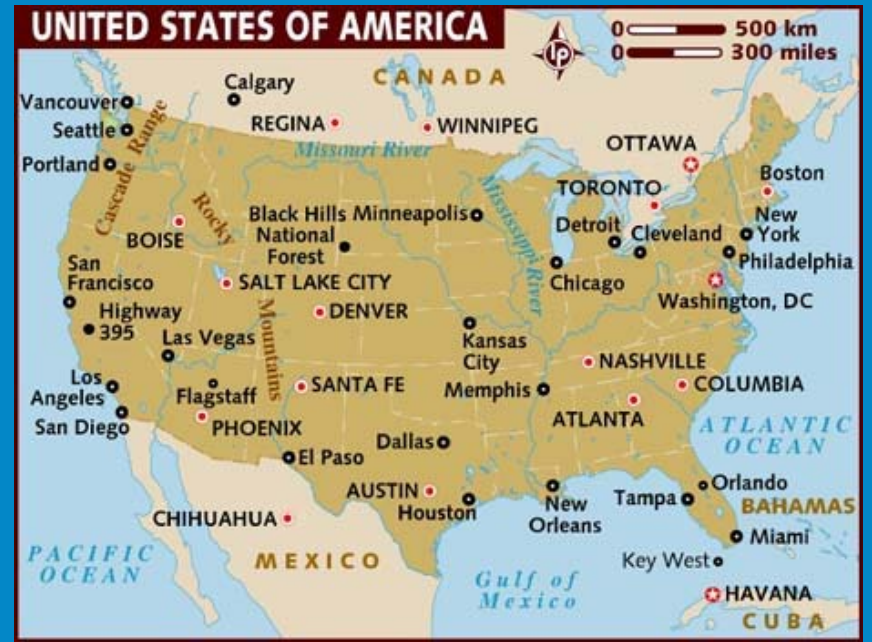 UNITED STATES OF AMERICA
lp
0 500 km
0 300 miles
CANADA
Calgary
Vancouver
Seattle
Portland
Cascade Range
REGINA
WINNIPEG
Missouri River
OTTAWA
TORONTO
Boston
Rocky
Mountains
BOISE
Black Hills
National
Forest
Minneapolis
Mississippi River
Detroit
Cleveland
New
York
Philadelphia
San
Francisco
SALT LAKE CITY
Chicago
Washington, DC
Highway
395
DENVER
Las Vegas
Kansas
City
NASHVILLE
Los
Angeles
Flagstaff
SANTA FE
Memphis
COLUMBIA
San Diego
PHOENIX
ATLANTA
ATLANTIC
OCEAN
El Paso
Dallas
AUSTIN
Houston
New
Orleans
Tampa
Orlando
BAHAMAS
CHIHUAHUA
Miami
PACIFIC
OCEAN
MEXICO
Gulf of
Mexico
Key West
HAVANA
CUBA